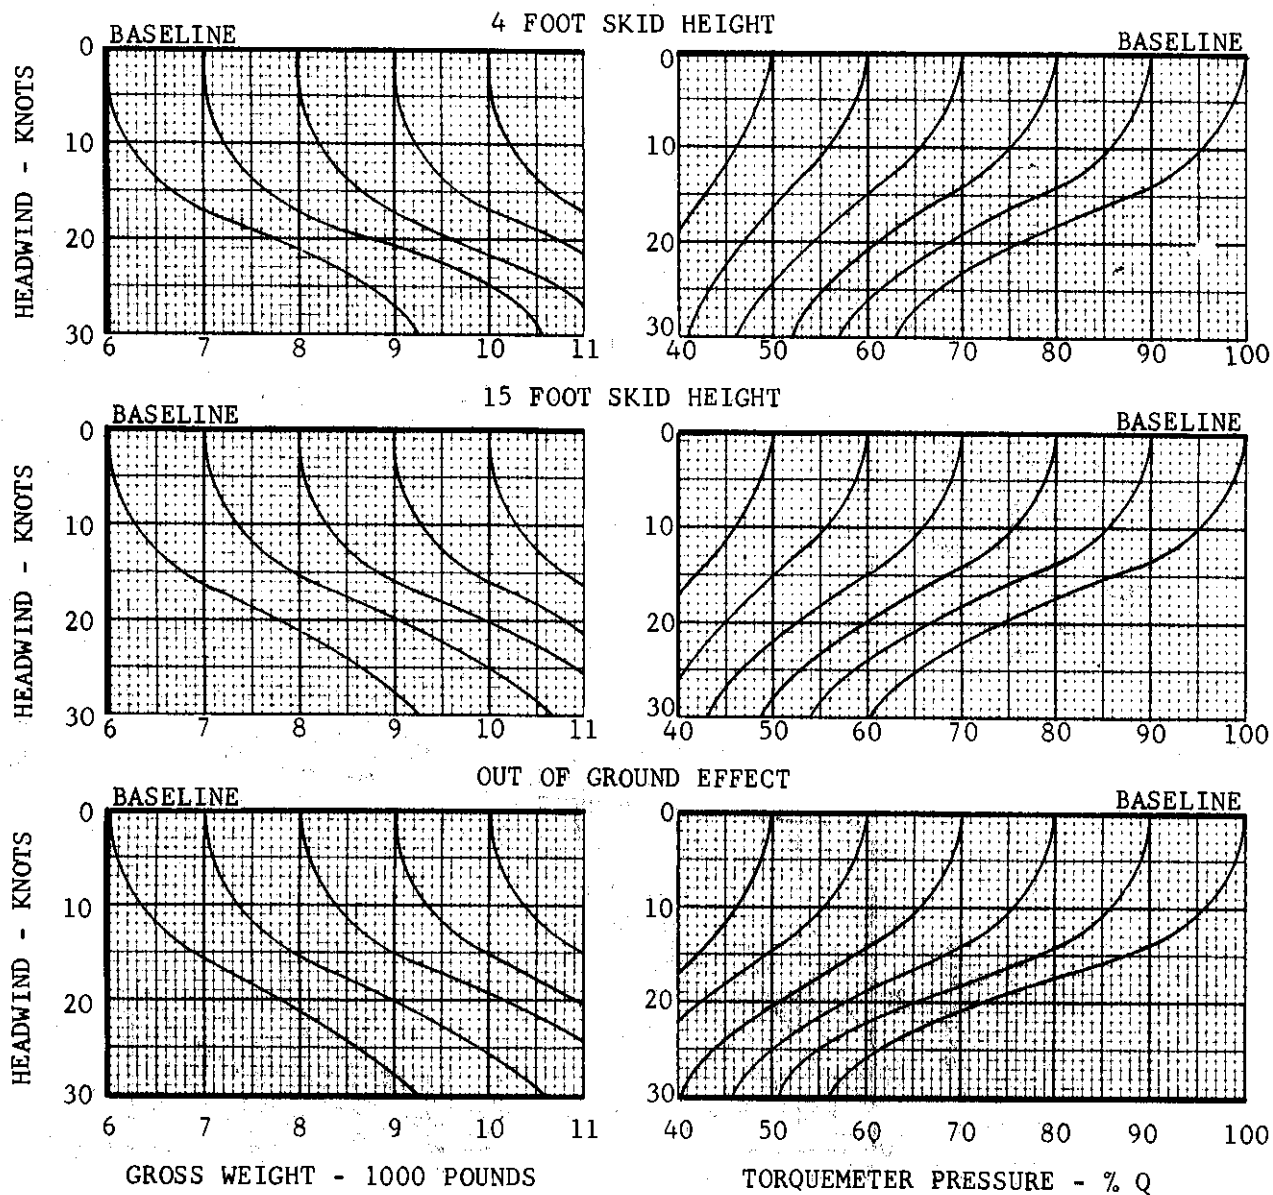 4 FOOT SKID HEIGHT
BASELINE
BASELINE
HEADWIND - KNOTS
0
10
20
30
6 7 8 9 10 11
0
10
20
30
40 50 60 70 80 90 100
15 FOOT SKID HEIGHT
BASELINE
BASELINE
HEADWIND - KNOTS
0
10
20
30
6 7 8 9 10 11
0
10
20
30
40 50 60 70 80 90 100
OUT OF GROUND EFFECT
BASELINE
BASELINE
HEADWIND - KNOTS
0
10
20
30
6 7 8 9 10 11
0
10
20
30
40 50 60 70 80 90 100
GROSS WEIGHT - 1000 POUNDS
TORQUEMETER PRESSURE - % Q